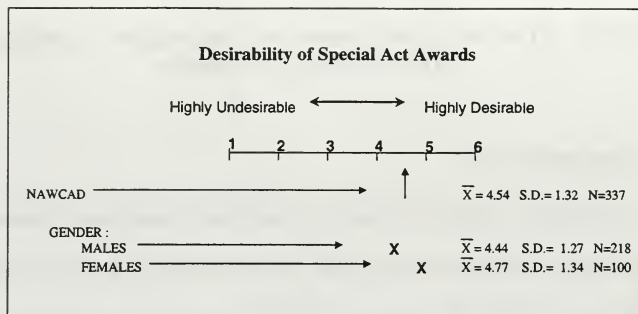 Desirability of Special Act Awards
Highly Undesirable Highly Desirable
1 2 3 4 5 6
NAWCAD X̄ = 4.54 S.D.= 1.32 N=337
GENDER :
MALES X X̄ = 4.44 S.D.= 1.27 N=218
FEMALES X X̄ = 4.77 S.D.= 1.34 N=100